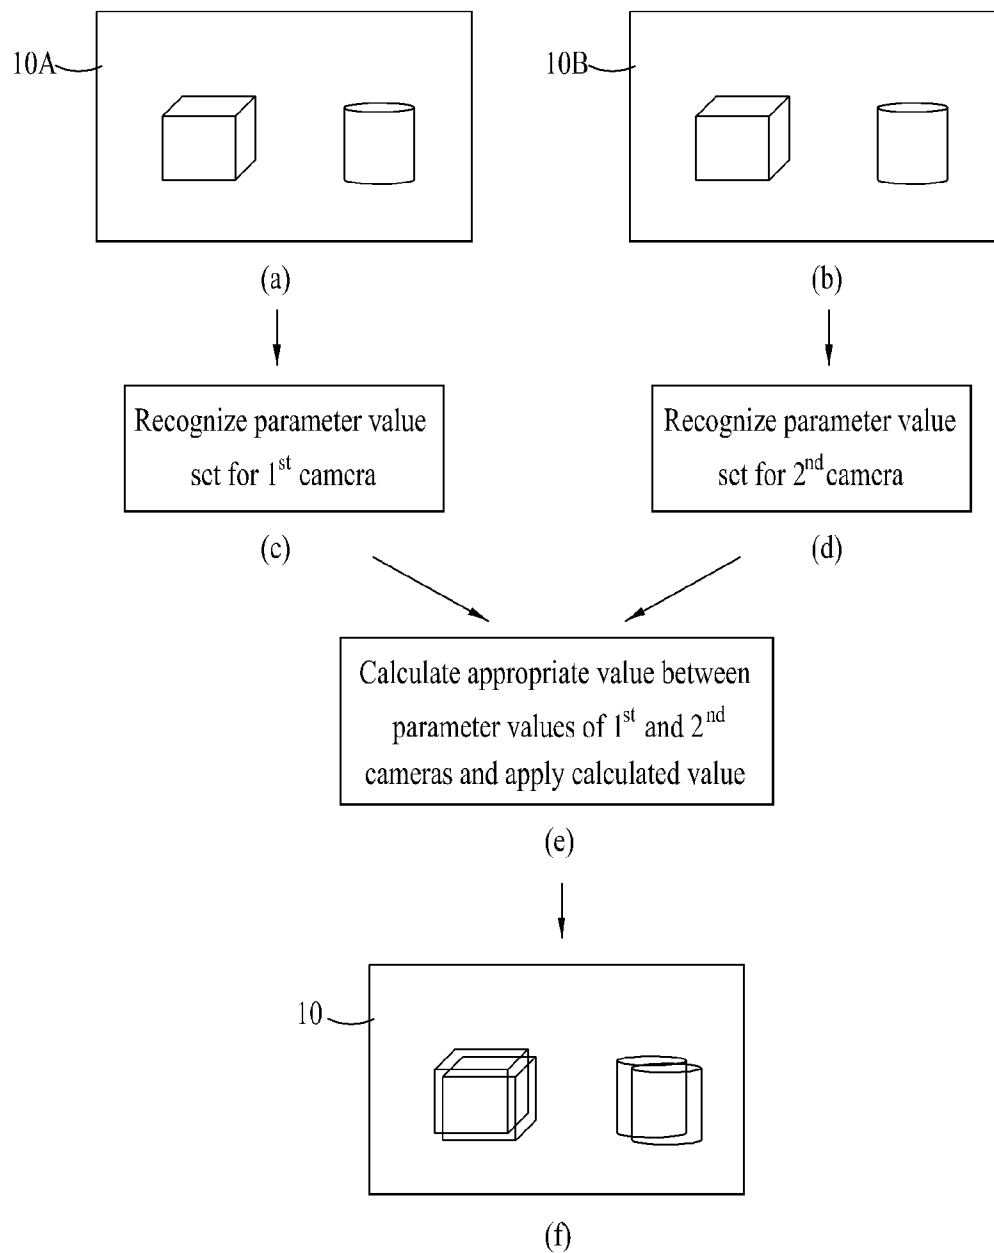 10A
10B
(a)
(b)
Recognize parameter value
set for 1st camera
Recognize parameter value
set for 2nd camera
(c)
(d)
Calculate appropriate value between
parameter values of 1st and 2nd
cameras and apply calculated value
(e)
10
(f)